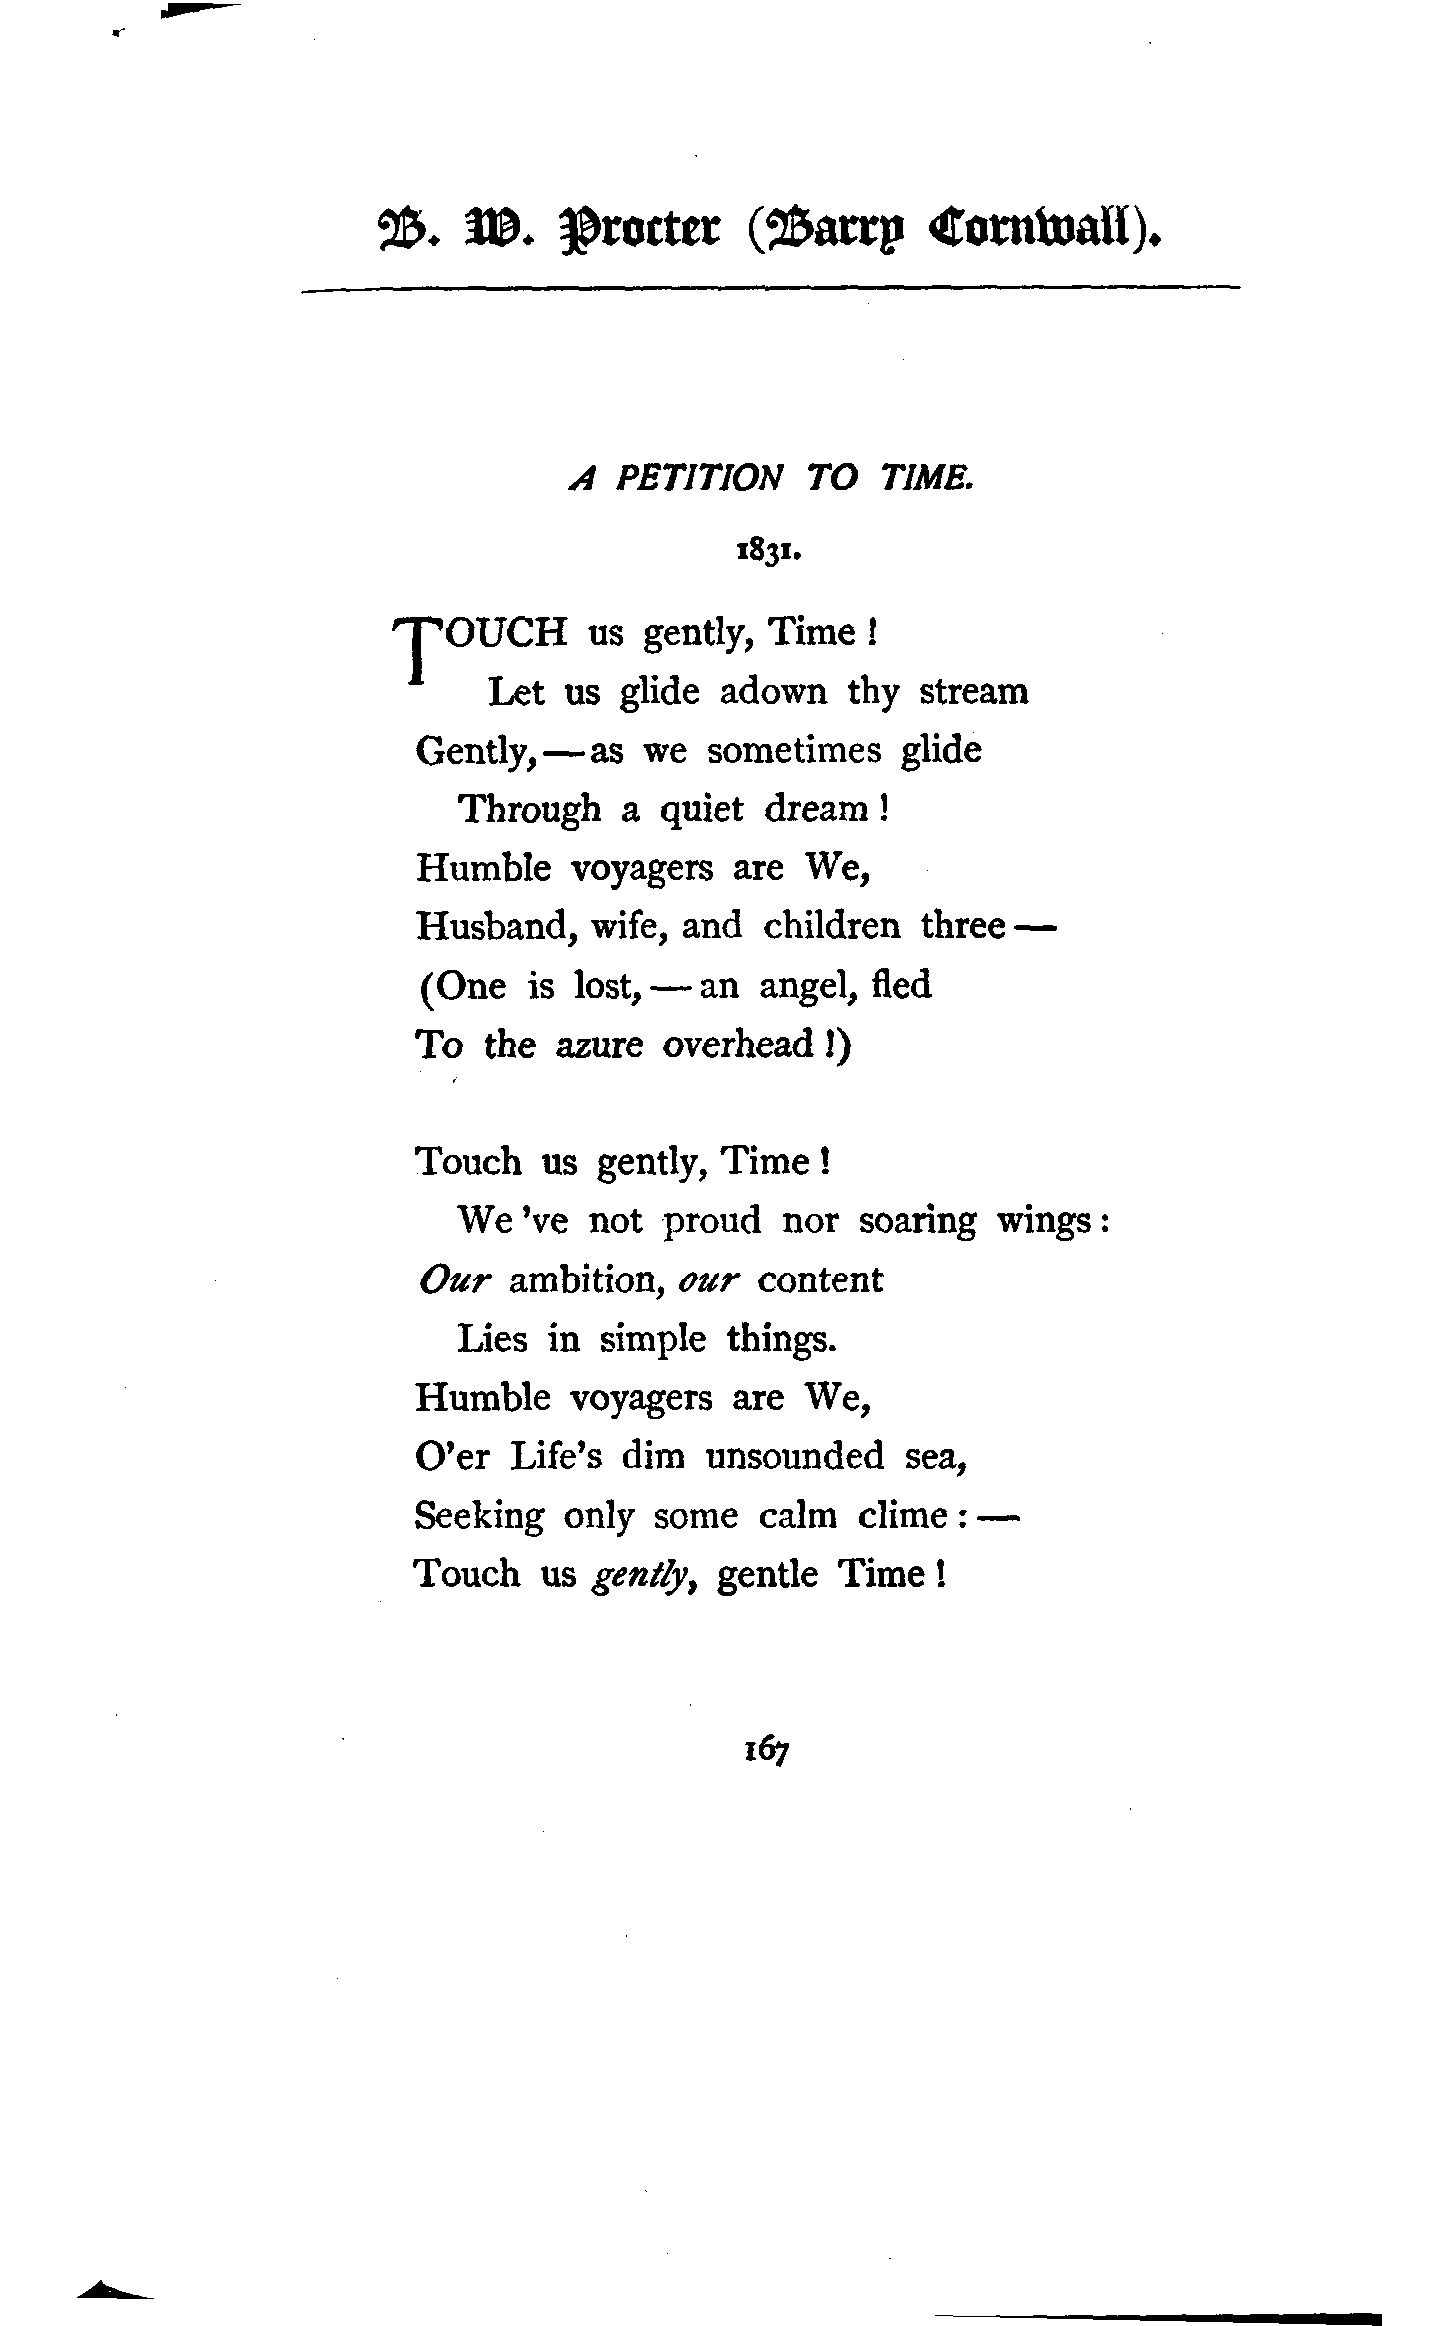 B. W. Procter (Barry Cornwall).
A PETITION TO TIME.
1831.
TOUCH us gently, Time!
Let us glide adown thy stream
Gently,—as we sometimes glide
Through a quiet dream!
Humble voyagers are We,
Husband, wife, and children three—
(One is lost,—an angel, fled
To the azure overhead!)
Touch us gently, Time!
We've not proud nor soaring wings:
Our ambition, our content
Lies in simple things.
Humble voyagers are We,
O'er Life's dim unsounded sea,
Seeking only some calm clime:—
Touch us gently, gentle Time!
167